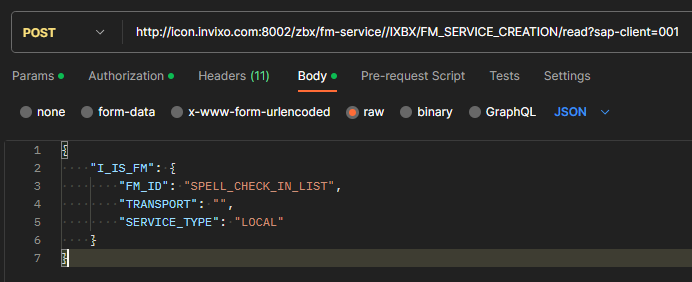 POST http://icon.invixo.com:8002/zbx/fm-service//IXBX/FM_SERVICE_CREATION/read?sap-client=001
Params Authorization Headers (11) Body Pre-request Script Tests Settings
none form-data x-www-form-urlencoded raw binary GraphQL JSON
1 {
2 "I_IS_FM": {
3 "FM_ID": "SPELL_CHECK_IN_LIST",
4 "TRANSPORT": "",
5 "SERVICE_TYPE": "LOCAL"
6 }
7 }